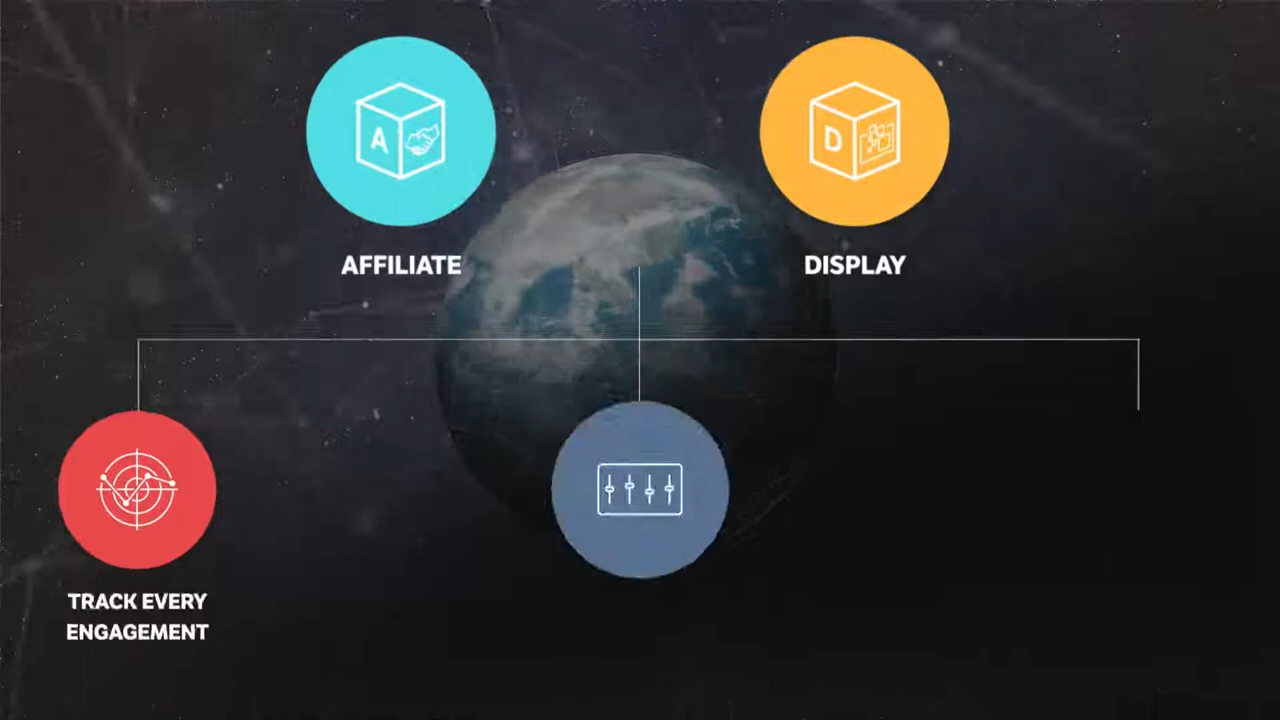 A
D
AFFILIATE
DISPLAY
TRACK EVERY
ENGAGEMENT